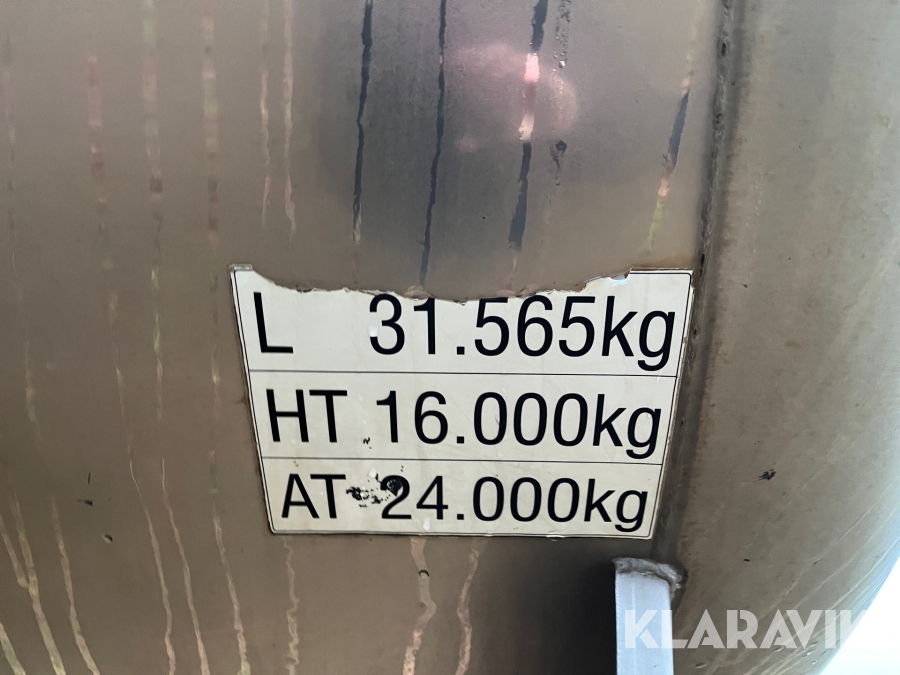 L 31.565kg
HT 16.000kg
AT 24.000kg
KLARAVIK